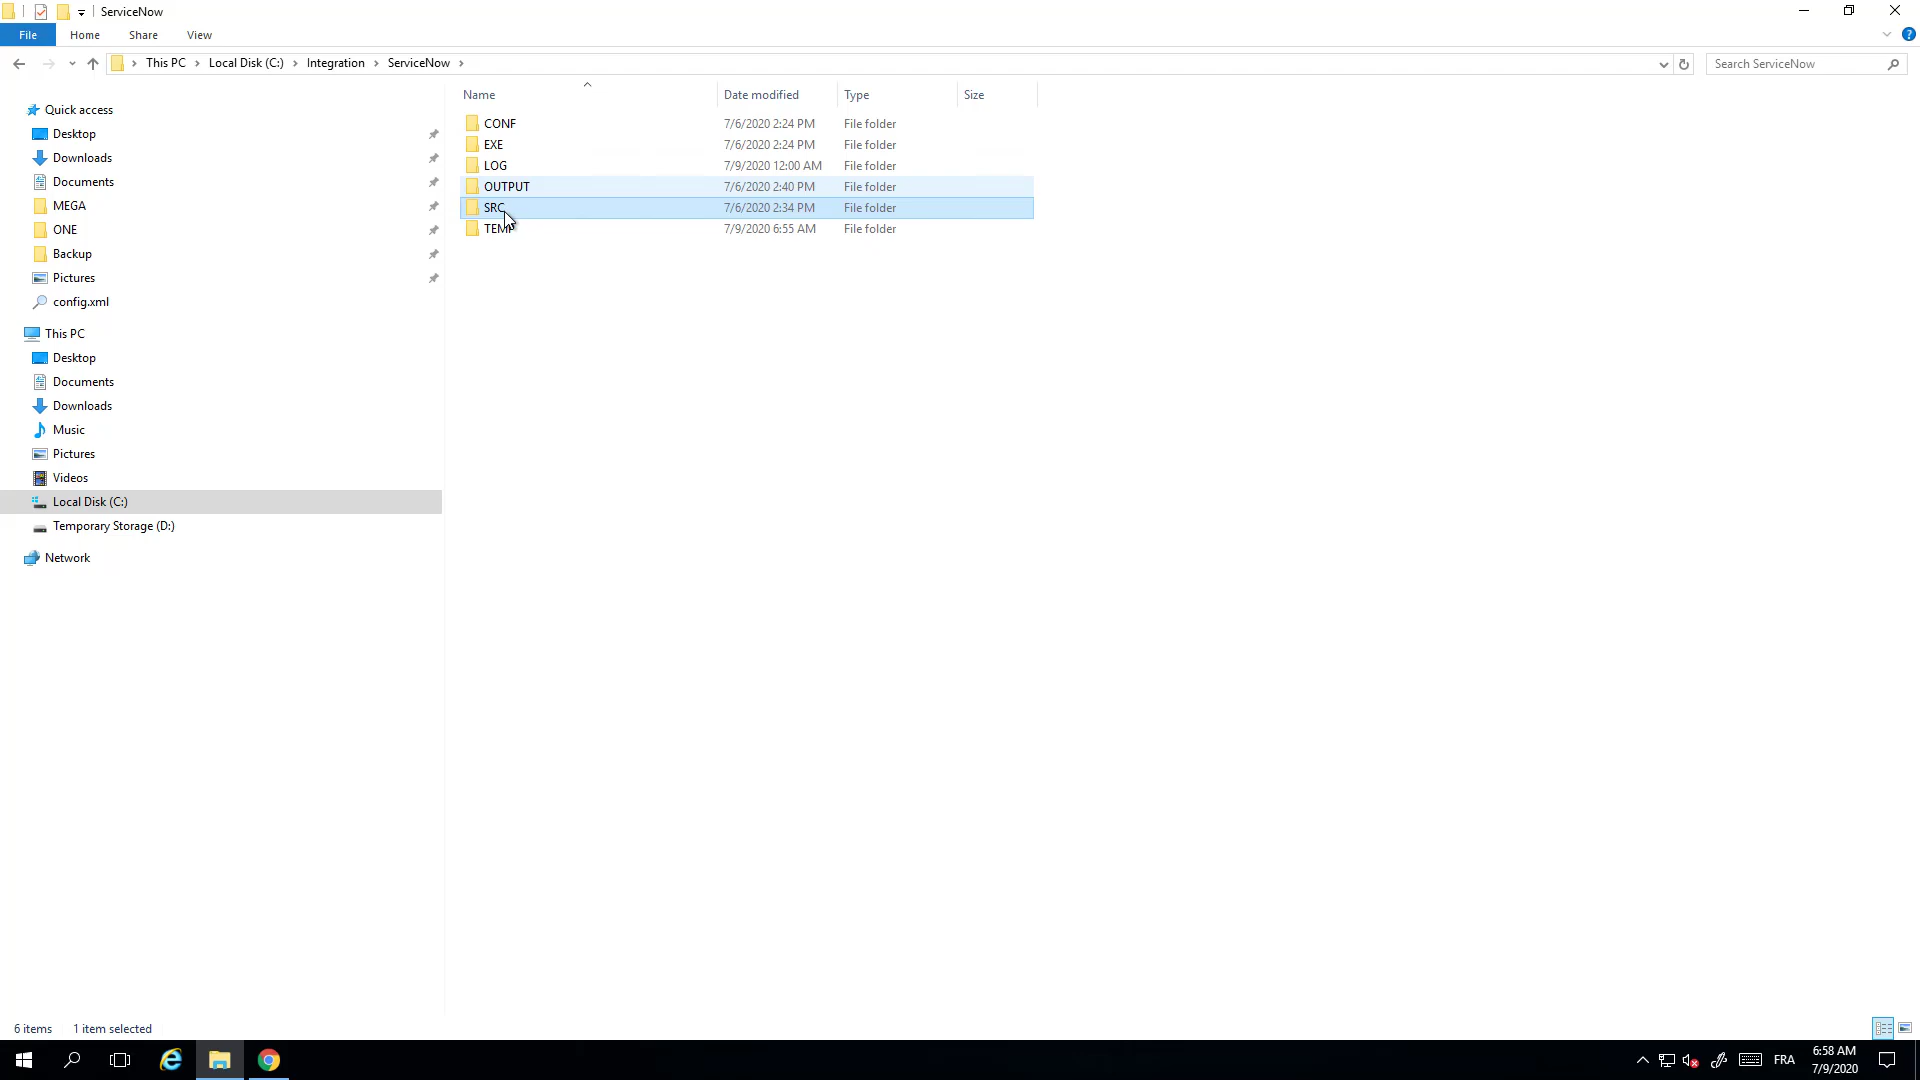 ServiceNow
File Home Share View
This PC Local Disk (C:) Integration ServiceNow
Search ServiceNow
Name Date modified Type Size
Quick access
Desktop
Downloads
Documents
MEGA
ONE
Backup
Pictures
config.xml
This PC
Desktop
Documents
Downloads
Music
Pictures
Videos
Local Disk (C:)
Temporary Storage (D:)
Network
CONF 7/6/2020 2:24 PM File folder
EXE 7/6/2020 2:24 PM File folder
LOG 7/9/2020 12:00 AM File folder
OUTPUT 7/6/2020 2:40 PM File folder
SRC 7/6/2020 2:34 PM File folder
TEMP 7/9/2020 6:55 AM File folder
6 items 1 item selected
FRA
6:58 AM
7/9/2020